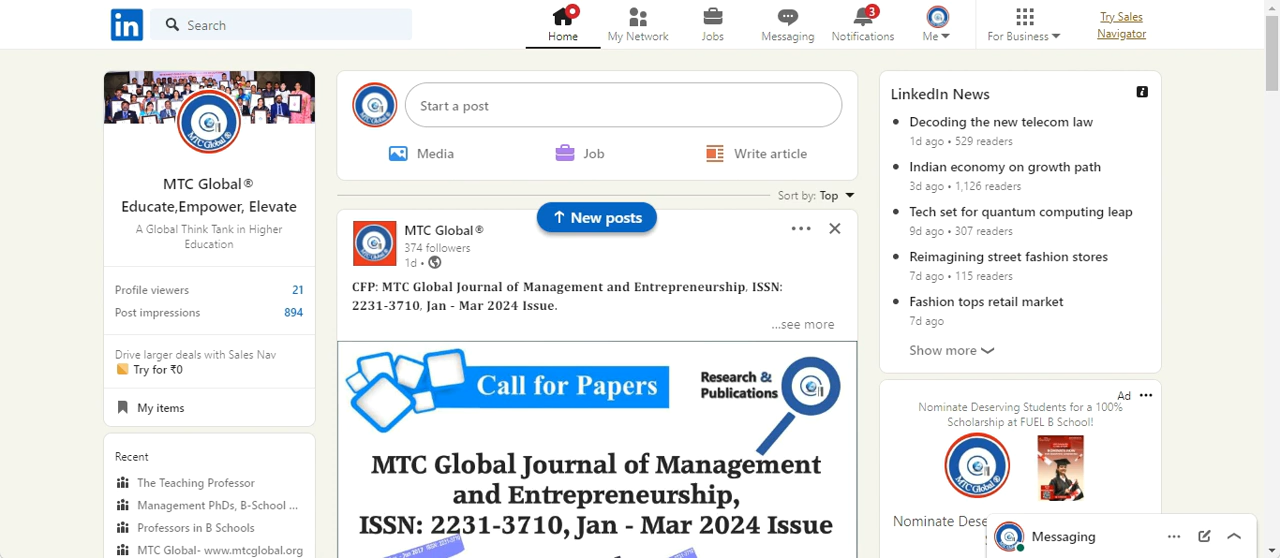 in
Search
Home
My Network
Jobs
Messaging
3
Notifications
Me
For Business
Try Sales
Navigator
MTC Global®
MTC Global®
Educate,Empower, Elevate
A Global Think Tank in Higher
Education
Profile viewers 21
Post impressions 894
Drive larger deals with Sales Nav
Try for ₹0
My items
Recent
The Teaching Professor
Management PhDs, B-School ...
Professors in B Schools
MTC Global- www.mtcglobal.org
Start a post
Media
Job
Write article
Sort by: Top
↑ New posts
MTC Global®
374 followers
1d •
CFP: MTC Global Journal of Management and Entrepreneurship, ISSN:
2231-3710, Jan - Mar 2024 Issue.
...see more
Call for Papers
Research &
Publications
MTC Global Journal of Management
and Entrepreneurship,
ISSN: 2231-3710, Jan - Mar 2024 Issue
LinkedIn News
Decoding the new telecom law
1d ago • 529 readers
Indian economy on growth path
3d ago • 1,126 readers
Tech set for quantum computing leap
9d ago • 307 readers
Reimagining street fashion stores
7d ago • 115 readers
Fashion tops retail market
7d ago
Show more
Ad
Nominate Deserving Students for a 100%
Scholarship at FUEL B School!
MTC Global®
Nominate
Messaging